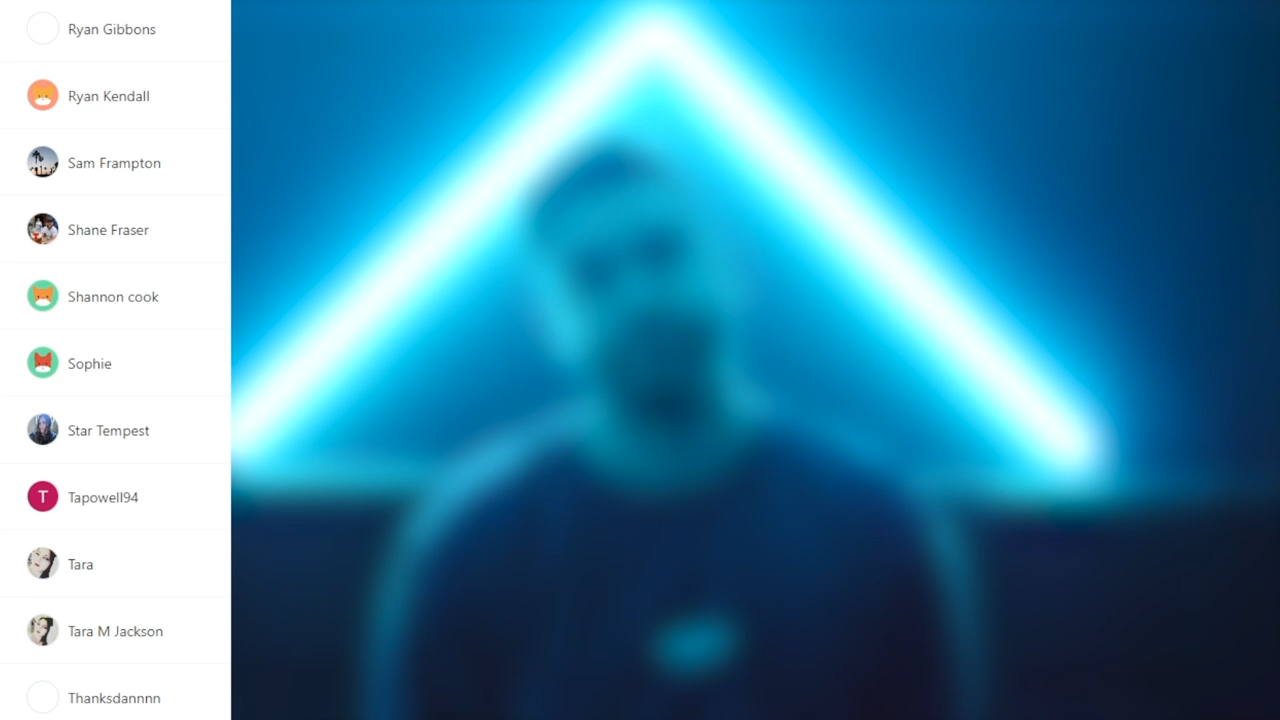 Ryan Gibbons
Ryan Kendall
Sam Frampton
Shane Fraser
Shannon cook
Sophie
Star Tempest
T
Tapowell94
Tara
Tara M Jackson
Thanksdannnn